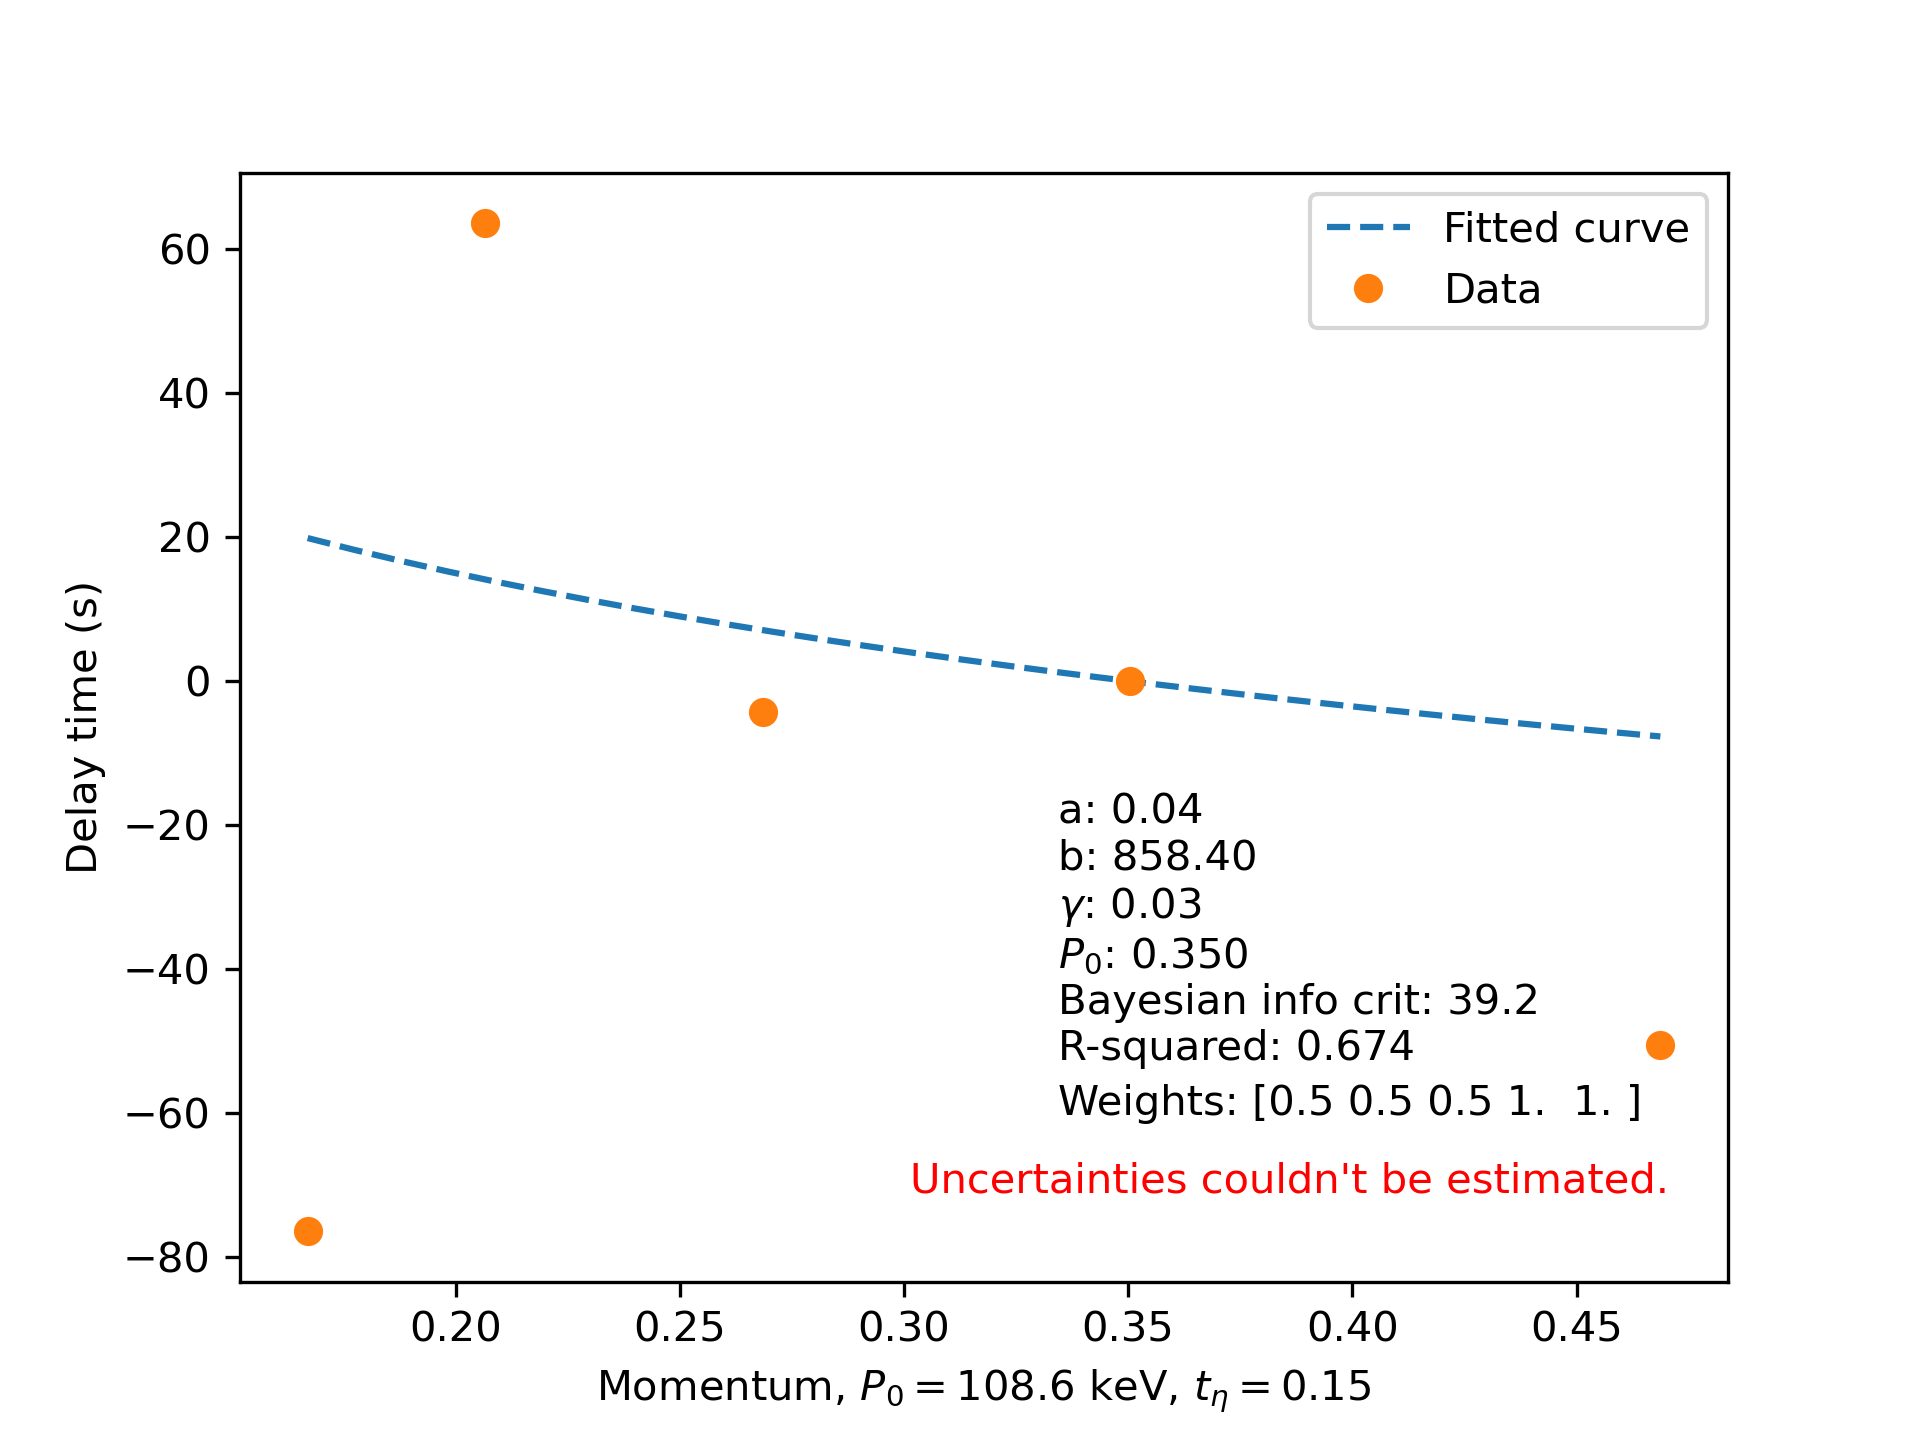 Fitted curve
Data
60
40
20
0
−20
−40
−60
−80
Delay time (s)
a: 0.04
b: 858.40
γ: 0.03
P₀: 0.350
Bayesian info crit: 39.2
R-squared: 0.674
Weights: [0.5 0.5 0.5 1.  1. ]
Uncertainties couldn't be estimated.
0.20 0.25 0.30 0.35 0.40 0.45
Momentum, P₀ = 108.6 keV, tη = 0.15